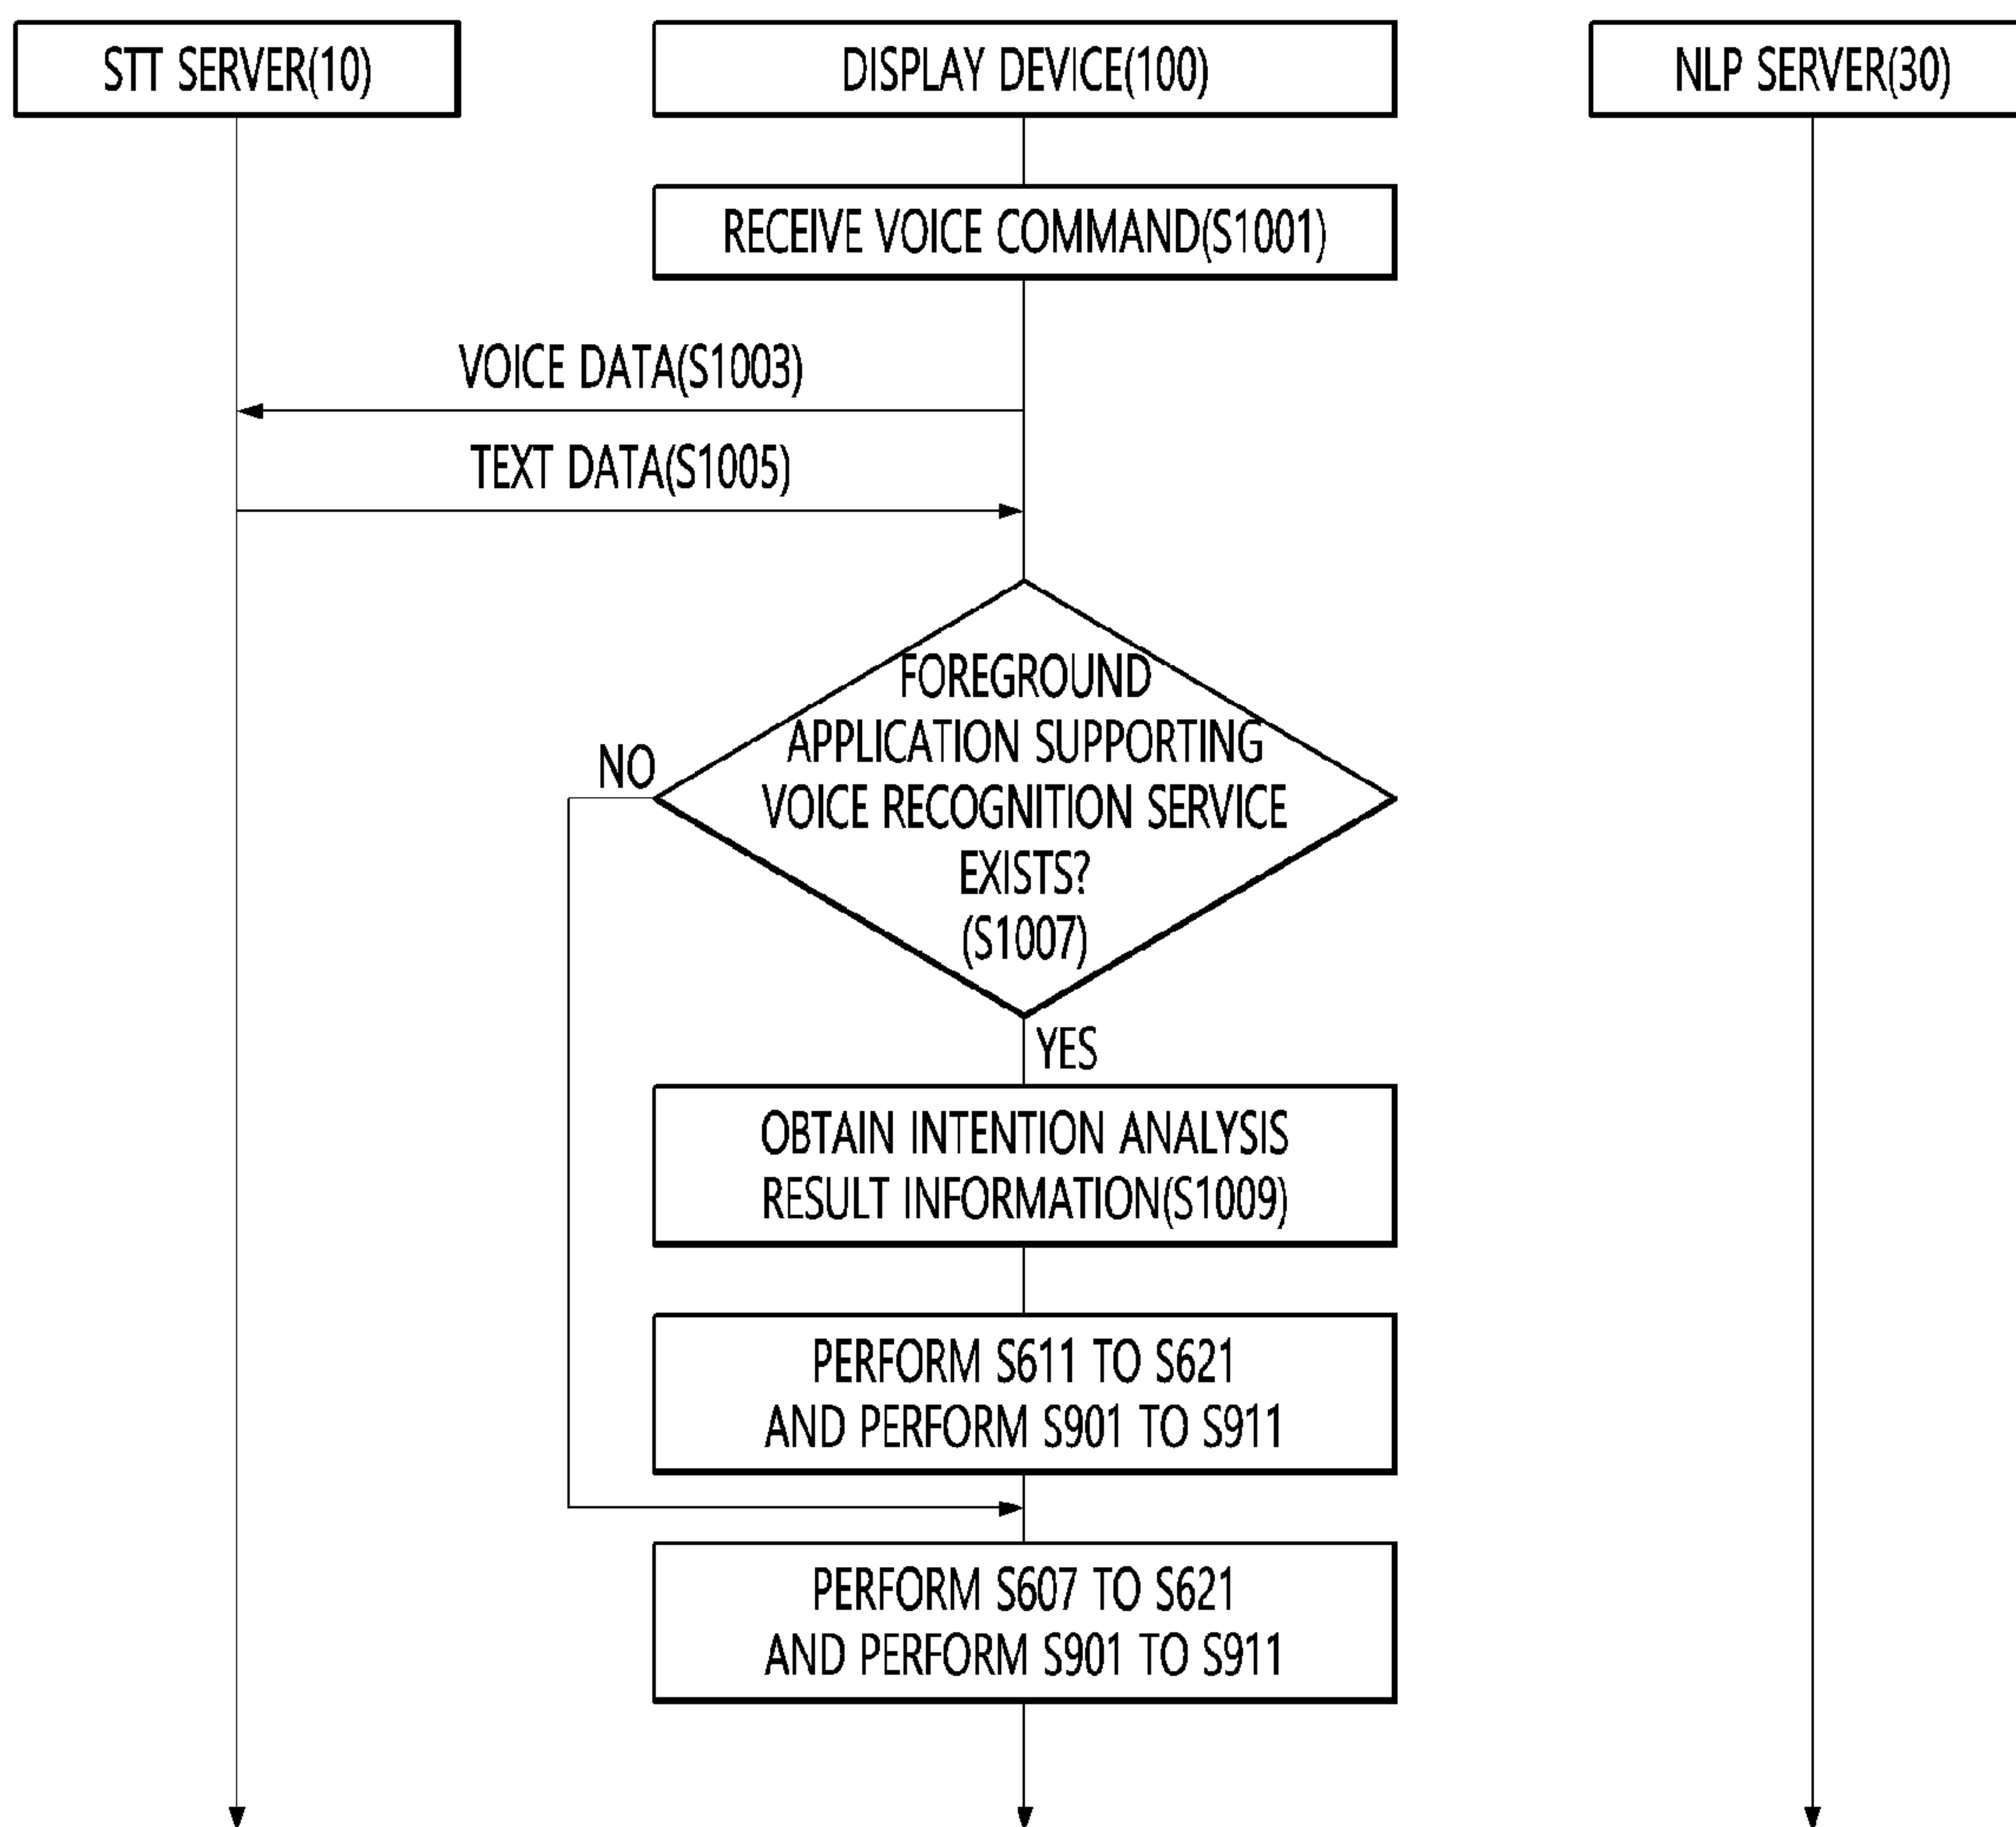 STT SERVER(10)
DISPLAY DEVICE(100)
NLP SERVER(30)
RECEIVE VOICE COMMAND(S1001)
VOICE DATA(S1003)
TEXT DATA(S1005)
FOREGROUND
APPLICATION SUPPORTING
VOICE RECOGNITION SERVICE
EXISTS?
(S1007)
NO
YES
OBTAIN INTENTION ANALYSIS
RESULT INFORMATION(S1009)
PERFORM S611 TO S621
AND PERFORM S901 TO S911
PERFORM S607 TO S621
AND PERFORM S901 TO S911